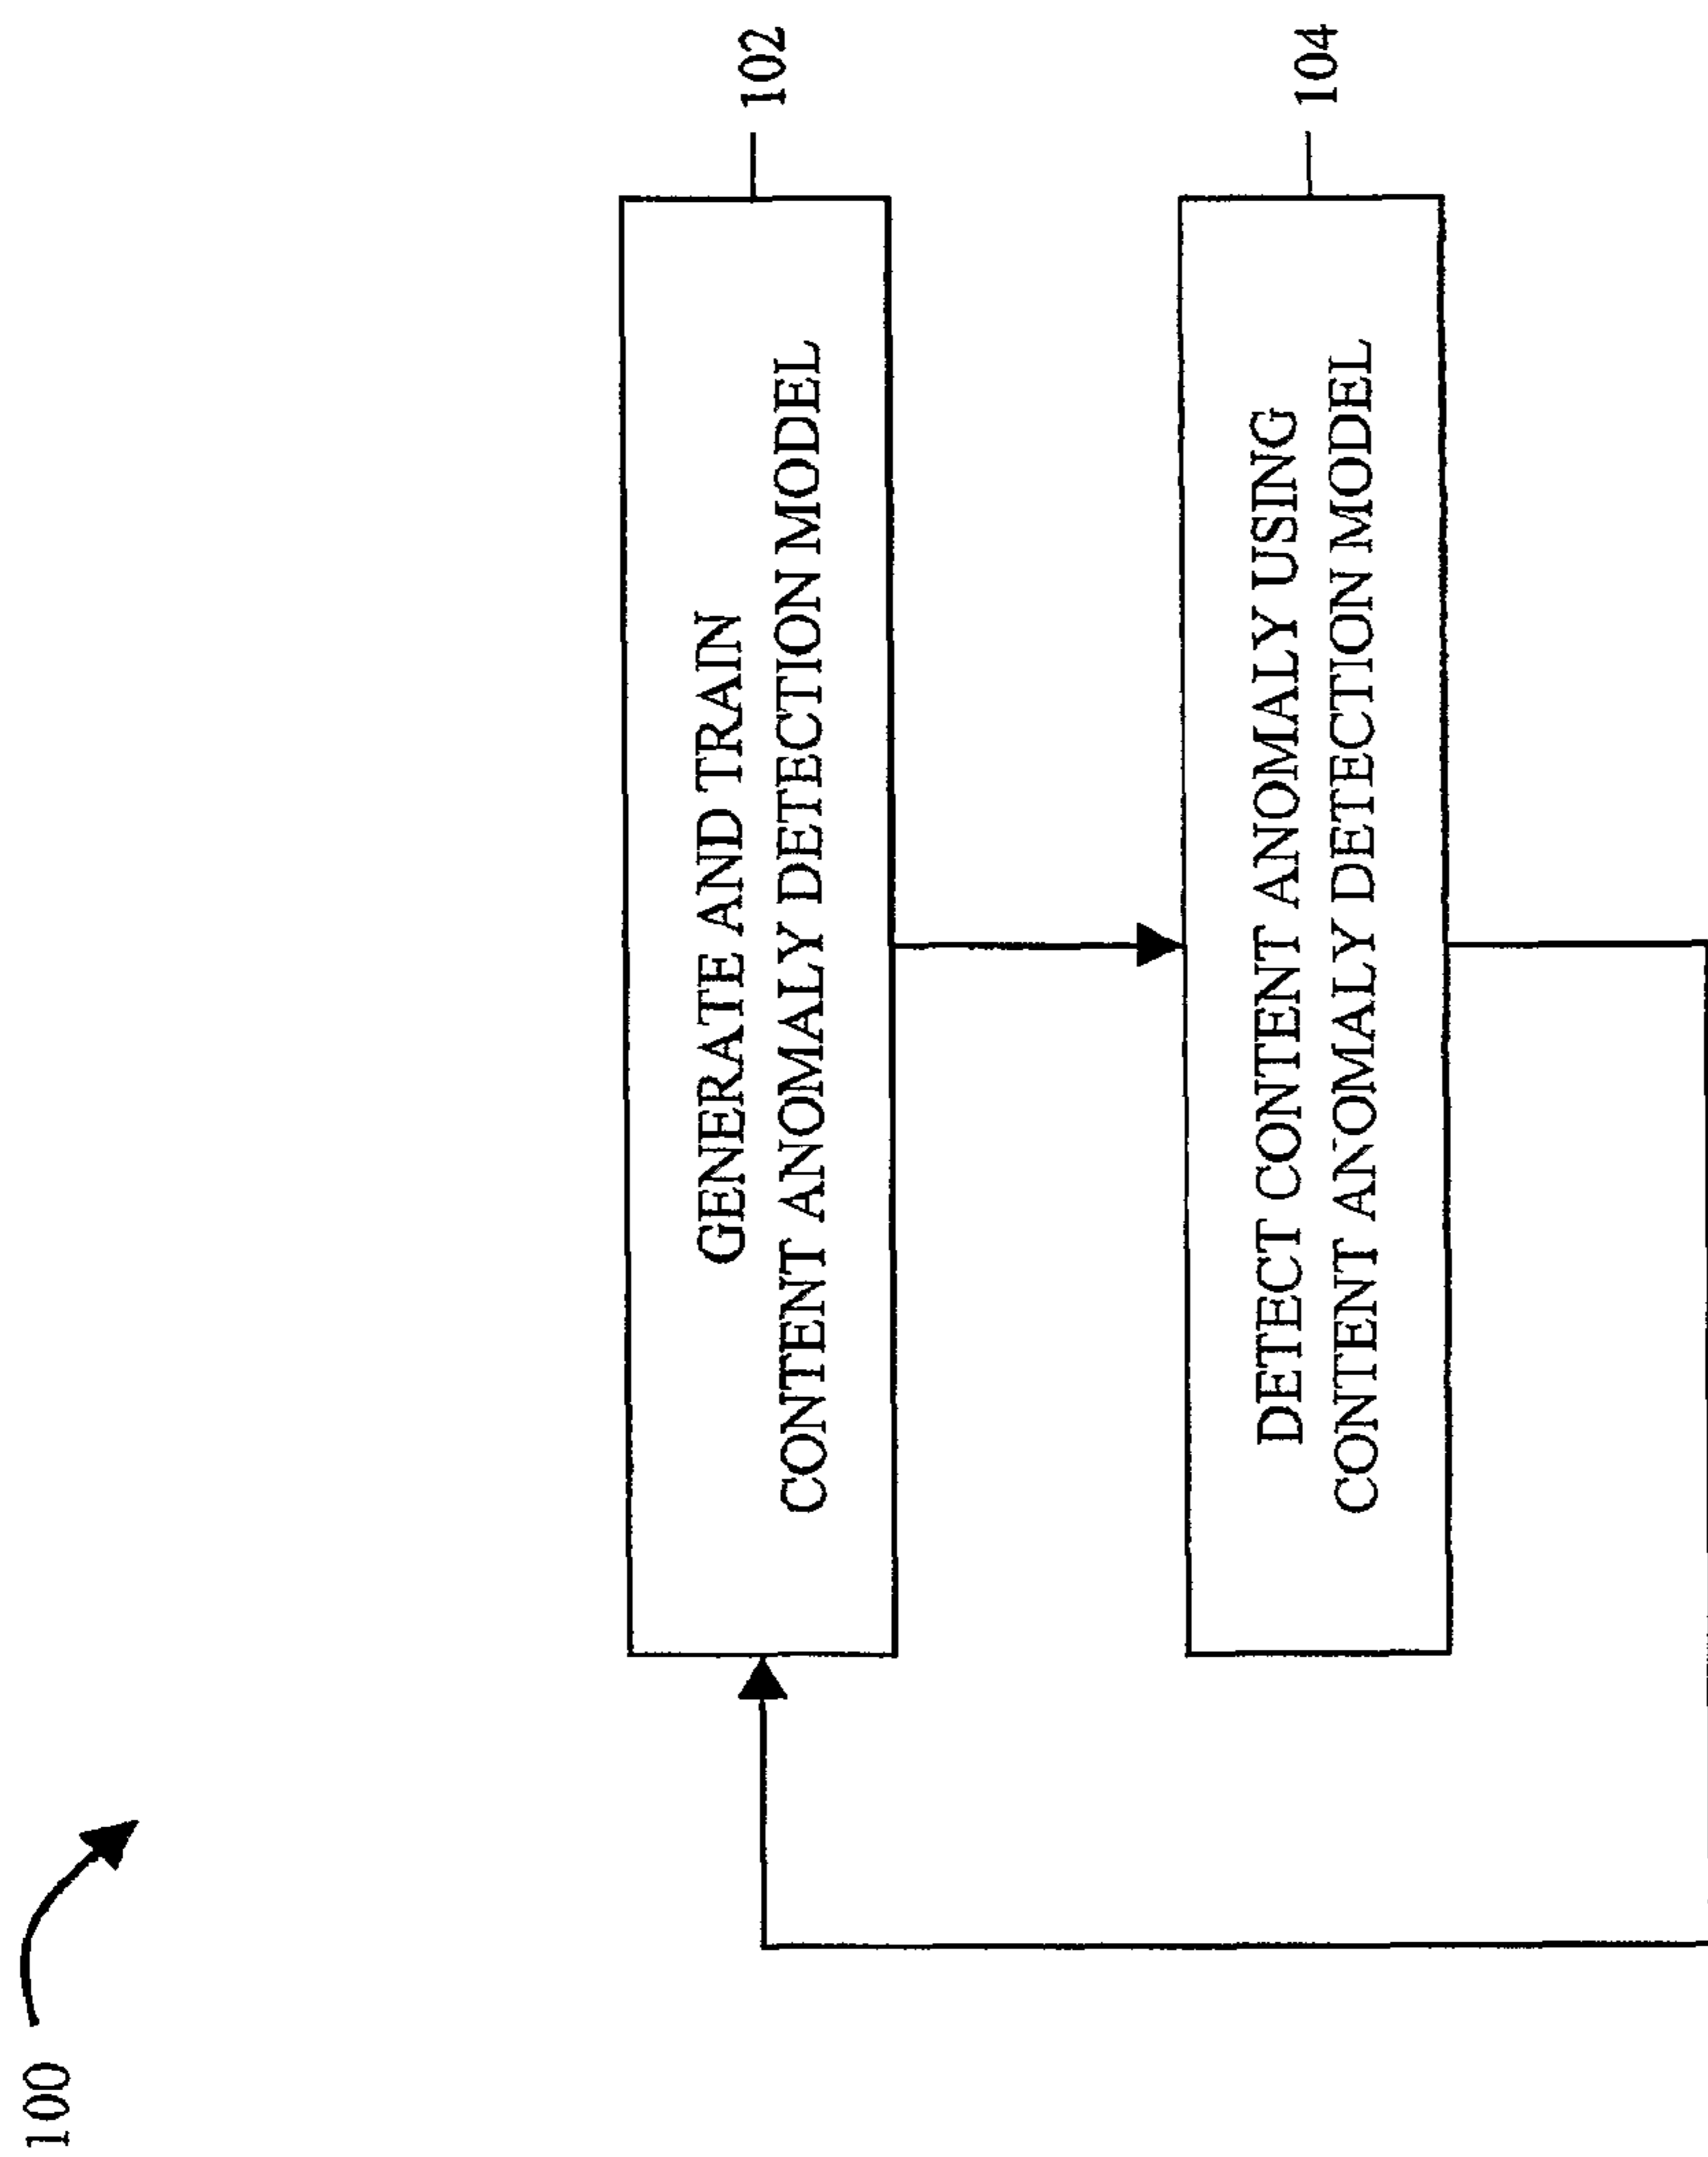 100
GENERATE AND TRAIN
CONTENT ANOMALY DETECTION MODEL
102
DETECT CONTENT ANOMALY USING
CONTENT ANOMALY DETECTION MODEL
104